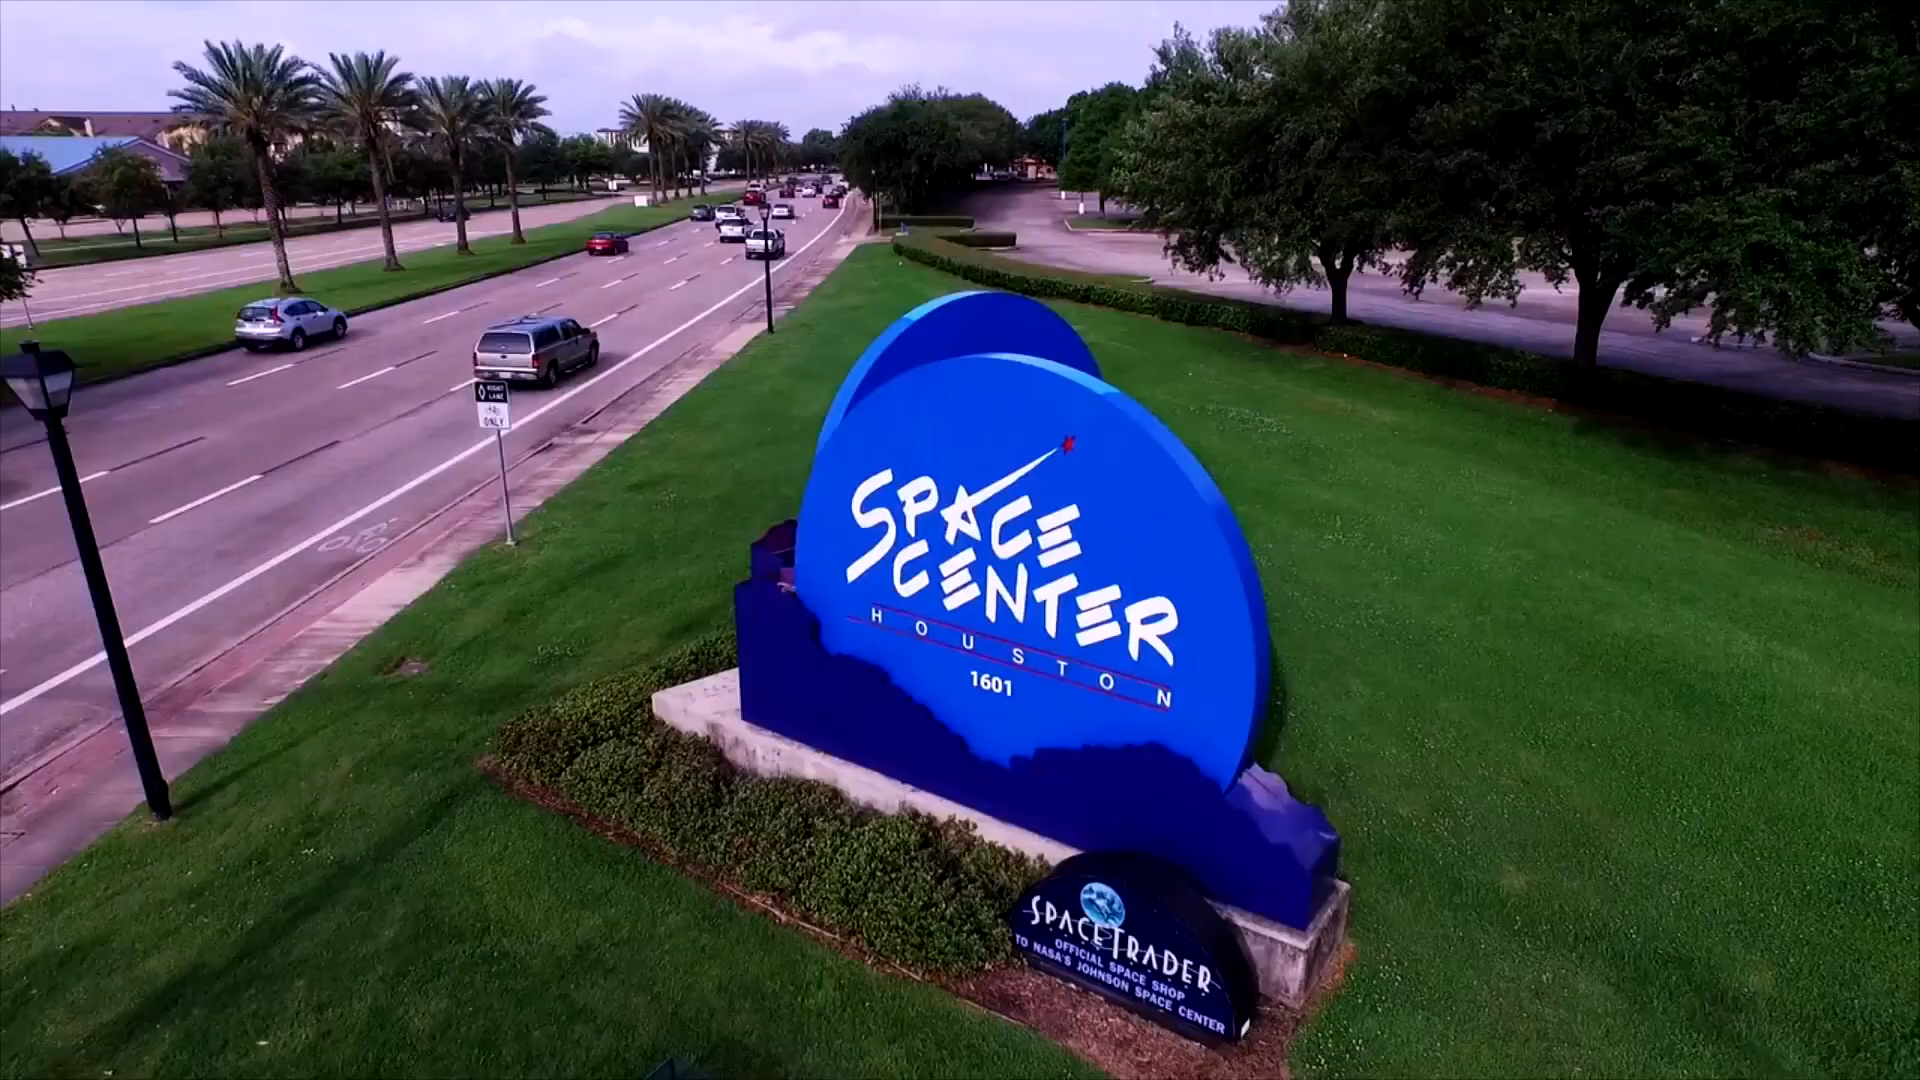 RIGHT
LANE
ONLY
SPACE
CENTER
HOUSTON
1601
SPACETRADER
OFFICIAL SPACE SHOP
TO NASA'S JOHNSON SPACE CENTER